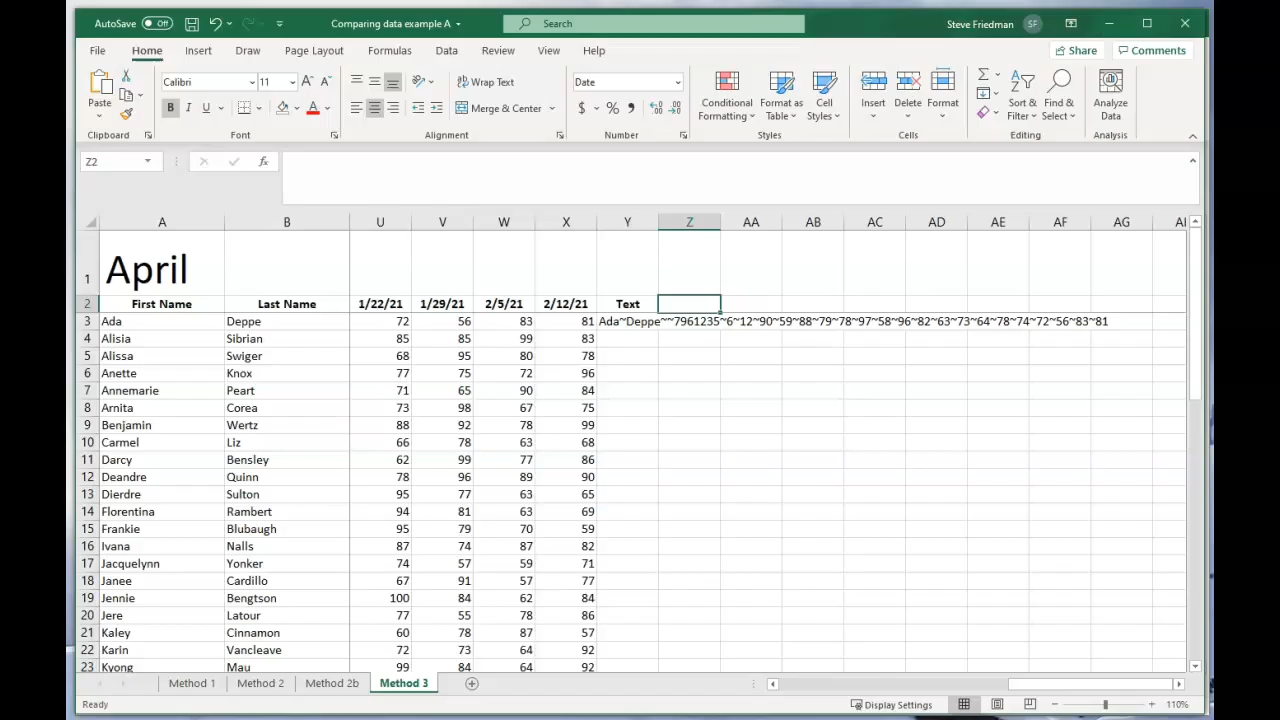 AutoSave Off Comparing data example A Search Steve Friedman SF
File Home Insert Draw Page Layout Formulas Data Review View Help Share Comments
Paste Calibri 11 A A Wrap Text Date Conditional Formatting Format as Table Cell Styles Insert Delete Format Sort & Filter Find & Select Analyze Data
B I U A Merge & Center $ % ,
Clipboard Font Alignment Number Styles Cells Editing Analysis
Z2 fx
A B U V W X Y Z AA AB AC AD AE AF AG
1 April
2 First Name Last Name 1/22/21 1/29/21 2/5/21 2/12/21 Text
3 Ada Deppe 72 56 83 81 Ada~Deppe~~7961235~6~12~90~59~88~79~78~97~58~96~82~63~73~64~78~74~72~56~83~81
4 Alisia Sibrian 85 85 99 83
5 Alissa Swiger 68 95 80 78
6 Anette Knox 77 75 72 96
7 Annemarie Peart 71 65 90 84
8 Arnita Corea 73 98 67 75
9 Benjamin Wertz 88 92 78 99
10 Carmel Liz 66 78 63 68
11 Darcy Bensley 62 99 77 86
12 Deandre Quinn 78 96 89 90
13 Dierdre Sulton 95 77 63 65
14 Florentina Rambert 94 81 63 69
15 Frankie Blubaugh 95 79 70 59
16 Ivana Nalls 87 74 87 82
17 Jacquelynn Yonker 74 57 59 71
18 Janee Cardillo 67 91 57 77
19 Jennie Bengtson 100 84 62 84
20 Jere Latour 77 55 78 86
21 Kaley Cinnamon 60 78 87 57
22 Karin Vancleave 72 73 64 92
23 Kyong Mau 99 84 64 92
Method 1 Method 2 Method 2b Method 3
Ready Display Settings 110%